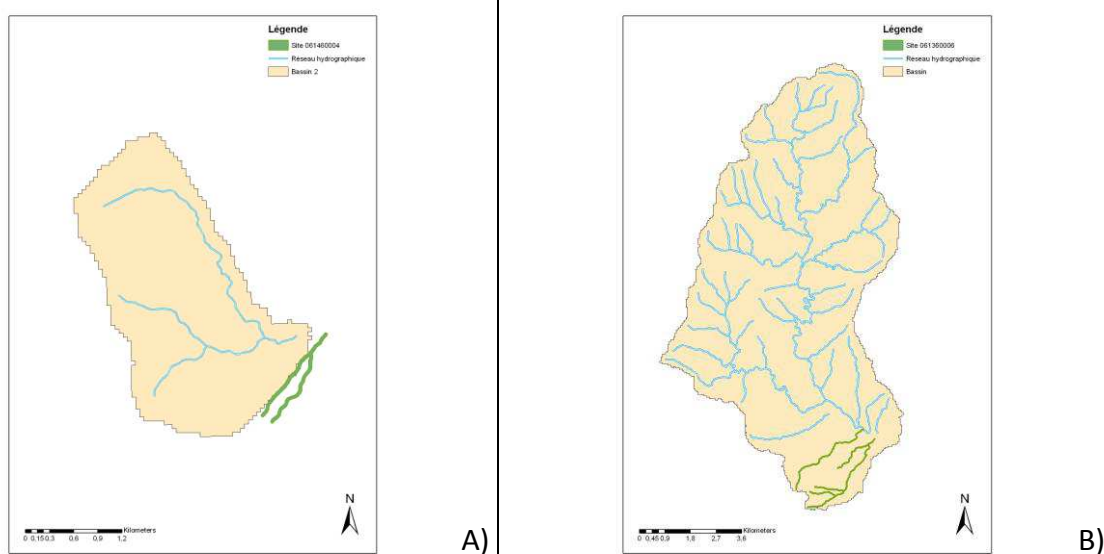 Légende
Site 061460004
Réseau hydrographique
Bassin 2
N
Kilometers
0 0,15 0,3 0,6 0,9 1,2
A)
Légende
Site 061360006
Réseau hydrographique
Bassin
N
Kilometers
0 0,45 0,9 1,8 2,7 3,6
B)